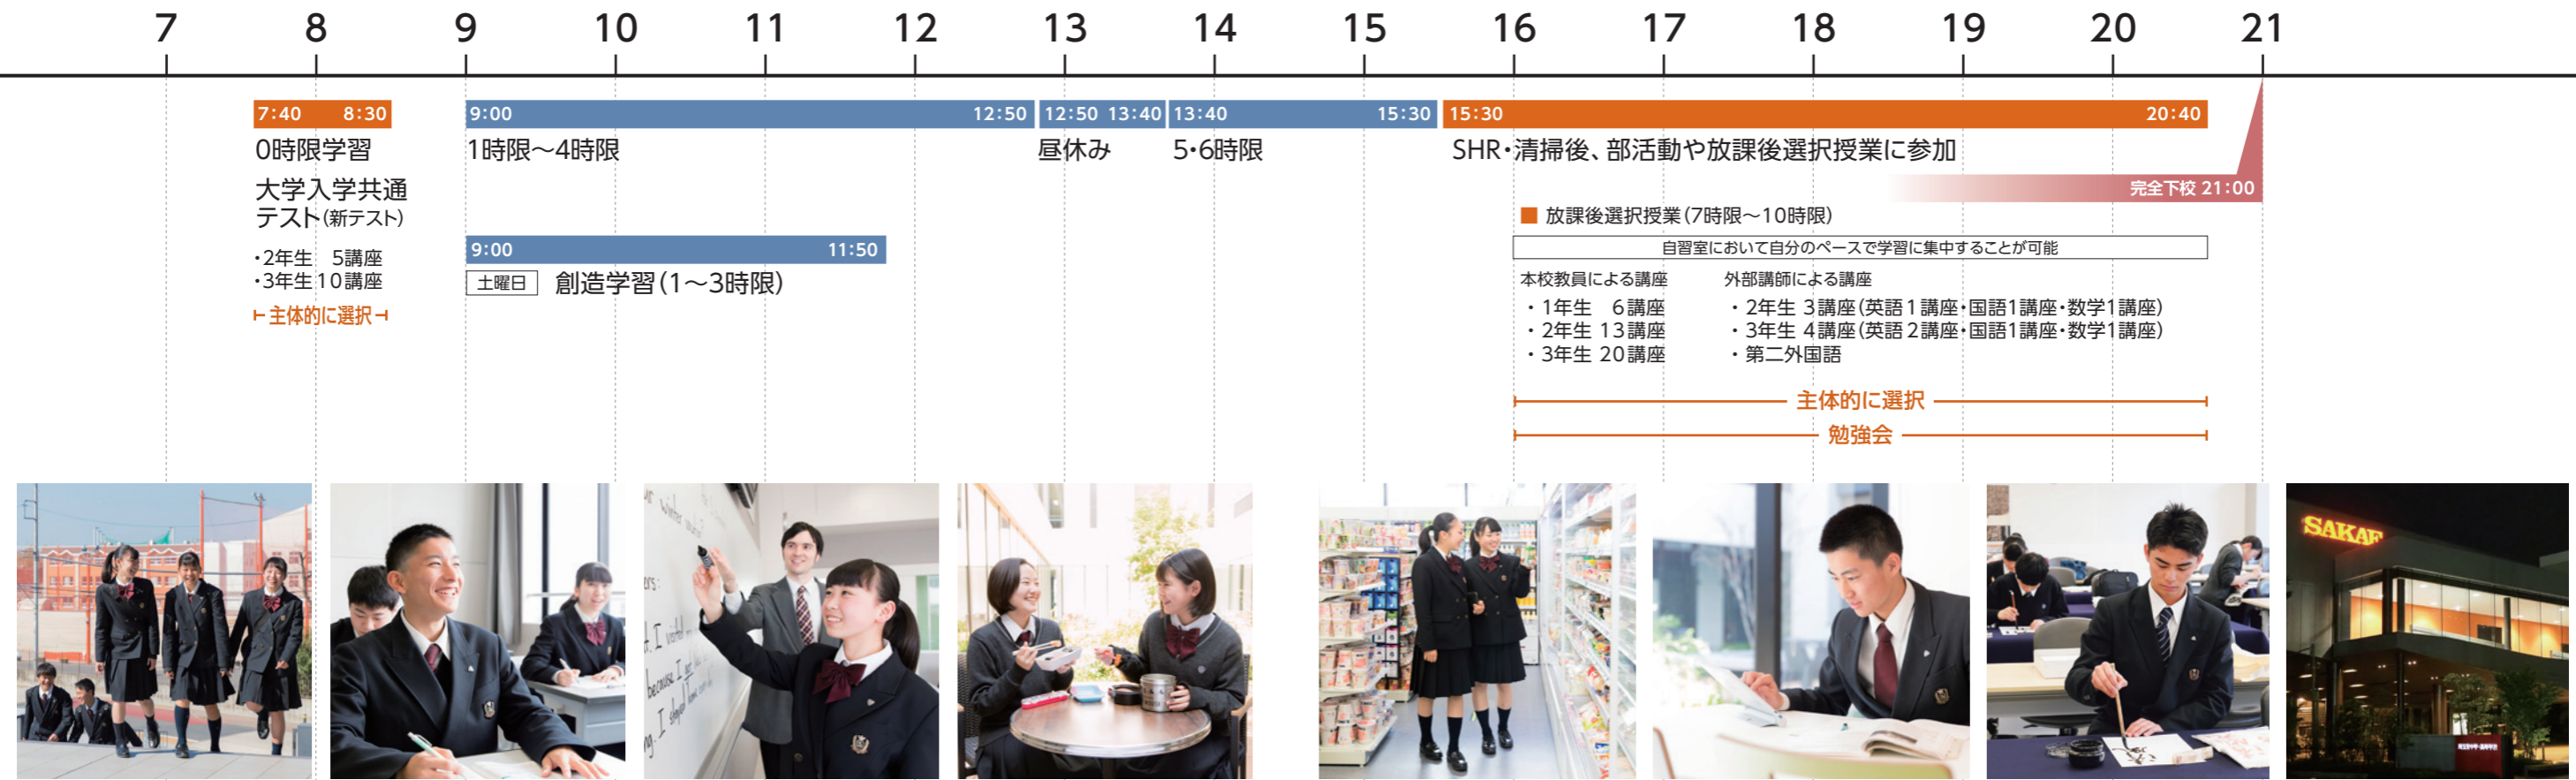 7 8 9 10 11 12 13 14 15 16 17 18 19 20 21
7:40 8:30
0時限学習
大学入学共通
テスト(新テスト)
・2年生 5講座
・3年生10講座
主体的に選択
9:00 12:50
1時限〜4時限
9:00 11:50
土曜日 創造学習(1〜3時限)
12:50 13:40
昼休み
13:40 15:30
5・6時限
15:30 20:40
SHR・清掃後、部活動や放課後選択授業に参加
完全下校 21:00
■ 放課後選択授業(7時限〜10時限)
自習室において自分のペースで学習に集中することが可能
本校教員による講座
・1年生 6講座
・2年生 13講座
・3年生 20講座
外部講師による講座
・2年生 3講座(英語1講座・国語1講座・数学1講座)
・3年生 4講座(英語2講座・国語1講座・数学1講座)
・第二外国語
主体的に選択
勉強会
winter
I visited
because I
I stayed home
SAKAE